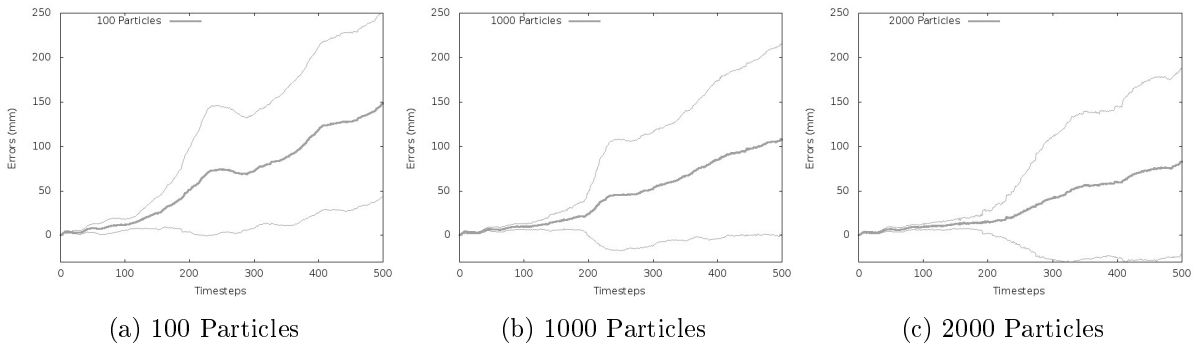 250
200
150
100
50
0
Errors (mm)
100 Particles
0 100 200 300 400 500
Timesteps
(a) 100 Particles
250
200
150
100
50
0
Errors (mm)
1000 Particles
0 100 200 300 400 500
Timesteps
(b) 1000 Particles
250
200
150
100
50
0
Errors (mm)
2000 Particles
0 100 200 300 400 500
Timesteps
(c) 2000 Particles